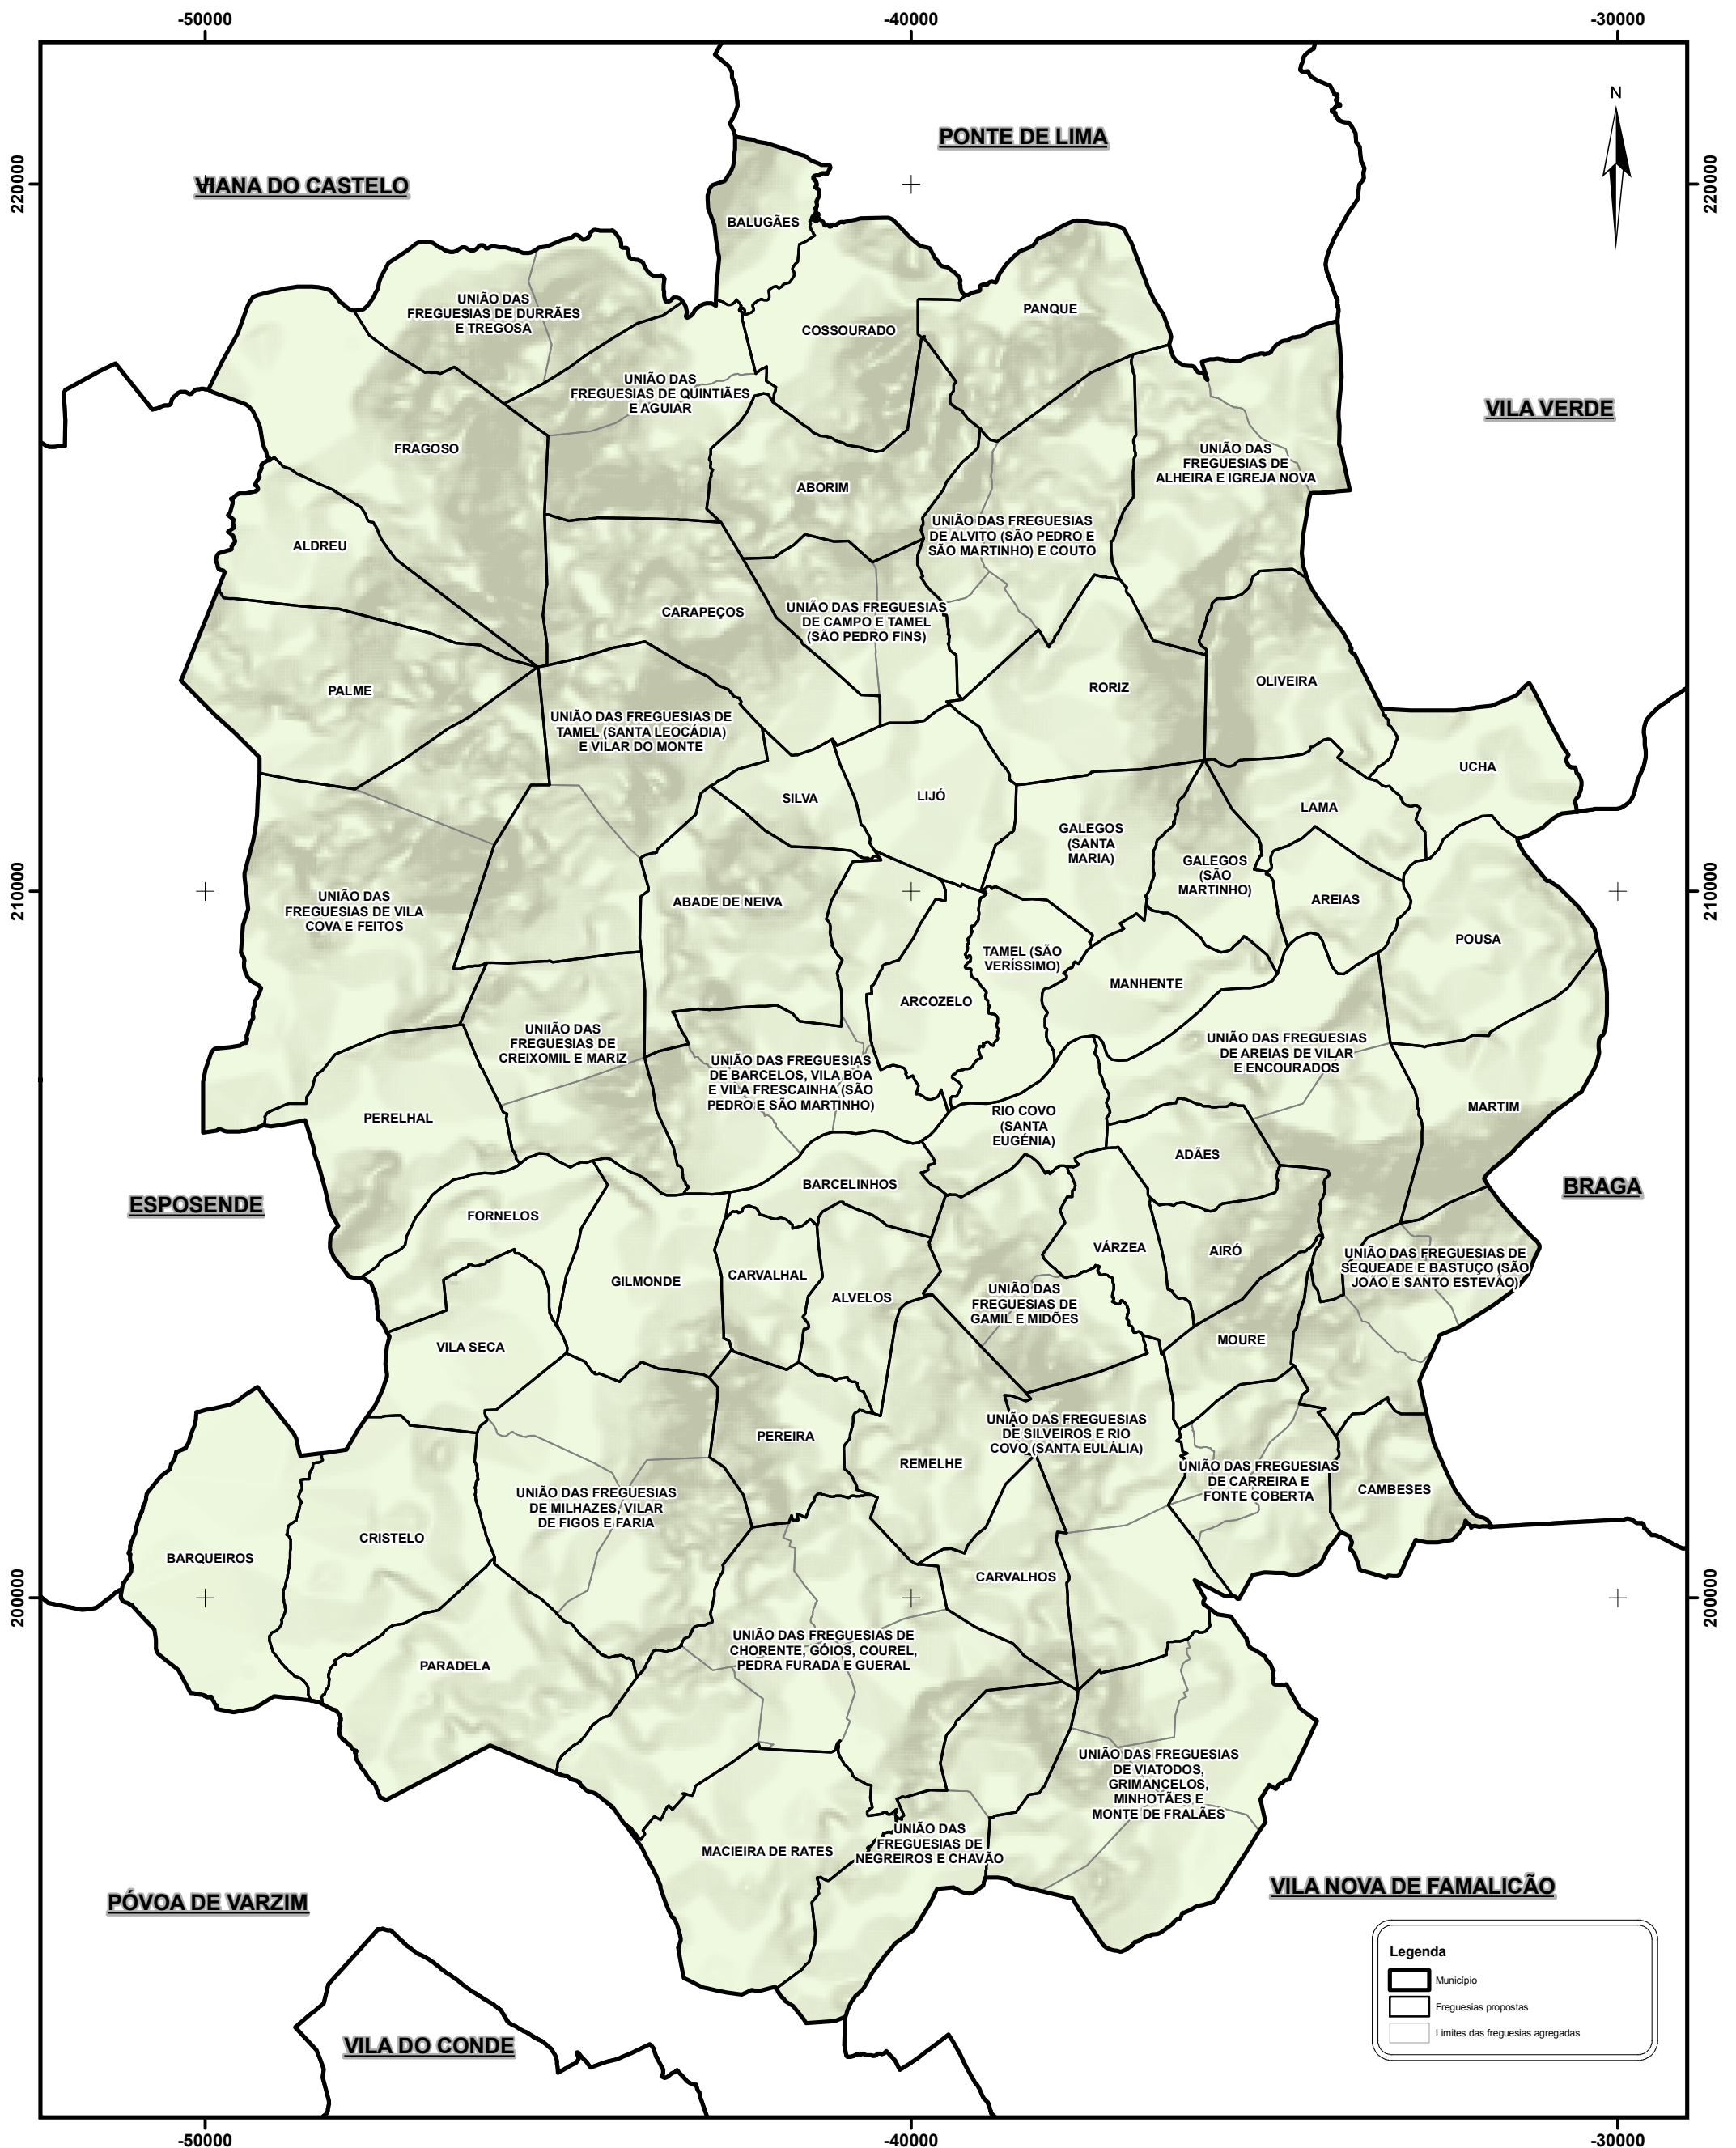 -50000
-40000
-30000
N
PONTE DE LIMA
220000
VIANA DO CASTELO
220000
BALUGÃES
UNIÃO DAS
FREGUESIAS DE DURRÃES
E TREGOSA
PANQUE
COSSOURADO
UNIÃO DAS
FREGUESIAS DE QUINTIÃES
E AGUIAR
VILA VERDE
FRAGOSO
UNIÃO DAS
FREGUESIAS DE
ALHEIRA E IGREJA NOVA
ABORIM
UNIÃO DAS FREGUESIAS
DE ALVITO (SÃO PEDRO E
SÃO MARTINHO) E COUTO
ALDREU
CARAPEÇOS
UNIÃO DAS FREGUESIAS
DE CAMPO E TAMEL
(SÃO PEDRO FINS)
PALME
RORIZ
OLIVEIRA
UNIÃO DAS FREGUESIAS DE
TAMEL (SANTA LEOCÁDIA)
E VILAR DO MONTE
UCHA
SILVA
LIJÓ
LAMA
GALEGOS
(SANTA
MARIA)
GALEGOS
(SÃO
MARTINHO)
210000
210000
UNIÃO DAS
FREGUESIAS DE VILA
COVA E FEITOS
ABADE DE NEIVA
AREIAS
POUSA
TAMEL (SÃO
VERÍSSIMO)
MANHENTE
ARCOZELO
UNIIÃO DAS
FREGUESIAS DE
CREIXOMIL E MARIZ
UNIÃO DAS FREGUESIAS
DE AREIAS DE VILAR
E ENCOURADOS
UNIÃO DAS FREGUESIAS
DE BARCELOS, VILA BOA
E VILA FRESCAINHA (SÃO
PEDRO E SÃO MARTINHO)
PERELHAL
RIO COVO
(SANTA
EUGÉNIA)
MARTIM
ADÃES
BARCELINHOS
ESPOSENDE
BRAGA
FORNELOS
VÁRZEA
AIRÓ
UNIÃO DAS FREGUESIAS DE
SEQUEADE E BASTUÇO (SÃO
JOÃO E SANTO ESTEVÃO)
GILMONDE
CARVALHAL
ALVELOS
UNIÃO DAS
FREGUESIAS DE
GAMIL E MIDÕES
VILA SECA
MOURE
PEREIRA
UNIÃO DAS FREGUESIAS
DE SILVEIROS E RIO
COVO (SANTA EULÁLIA)
REMELHE
UNIÃO DAS FREGUESIAS
DE CARREIRA E
FONTE COBERTA
CAMBESES
UNIÃO DAS FREGUESIAS
DE MILHAZES, VILAR
DE FIGOS E FARIA
CRISTELO
BARQUEIROS
CARVALHOS
200000
200000
UNIÃO DAS FREGUESIAS DE
CHORENTE, GÓIOS, COUREL,
PEDRA FURADA E GUERAL
PARADELA
UNIÃO DAS FREGUESIAS
DE VIATODOS,
GRIMANCELOS,
MINHOTÃES E
MONTE DE FRALÃES
MACIEIRA DE RATES
UNIÃO DAS
FREGUESIAS DE
NEGREIROS E CHAVÃO
PÓVOA DE VARZIM
VILA NOVA DE FAMALICÃO
Legenda
Município
Freguesias propostas
Limites das freguesias agregadas
VILA DO CONDE
-50000
-40000
-30000